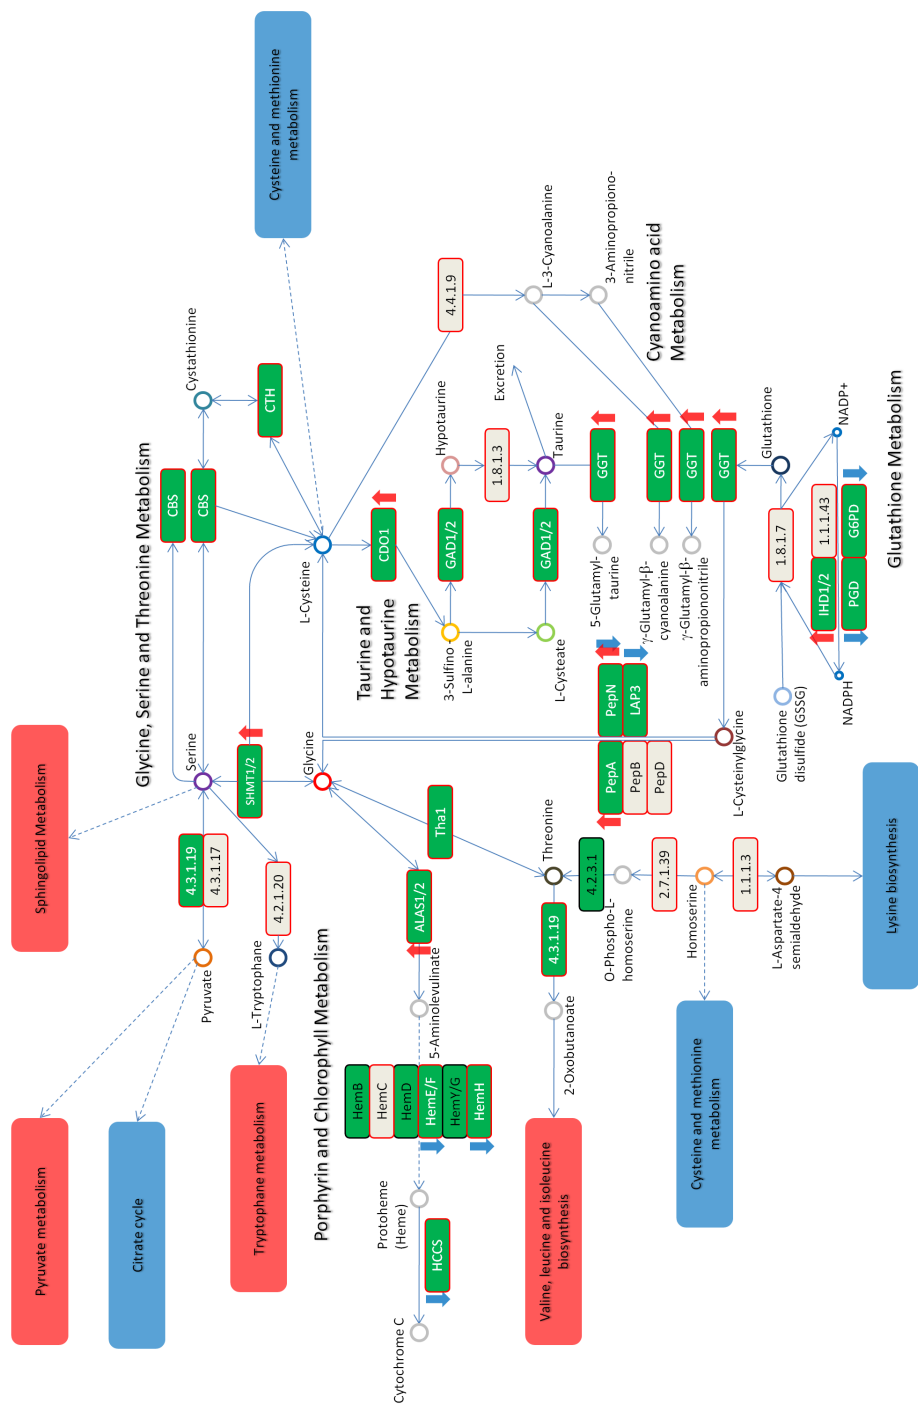 Pyruvate metabolism
Sphingolipid Metabolism
Citrate cycle
Glycine, Serine and Threonine Metabolism
Pyruvate
4.3.1.19
4.3.1.17
Serine
CBS
CBS
Cystathionine
Tryptophane metabolism
L-Tryptophane
4.2.1.20
SHMT1/2
CTH
Cysteine and methionine
metabolism
Porphyrin and Chlorophyll Metabolism
Glycine
L-Cysteine
HemB
HemC
HemD
HemE/F
HemY/G
HemH
Taurine and
Hypotaurine
Metabolism
CDO1
Cytochrome C
HCCS
Protoheme
(Heme)
5-Aminolevulinate
ALAS1/2
Tha1
3-Sulfino -
L-alanine
GAD1/2
Hypotaurine
4.4.1.9
1.8.1.3
Excretion
L-Cysteate
GAD1/2
Taurine
L-3-Cyanoalanine
Valine, leucine and isoleucine
biosynthesis
2-Oxobutanoate
4.3.1.19
Threonine
4.2.3.1
5-Glutamyl-
taurine
GGT
3-Aminopropiono-
nitrile
O-Phospho-L-
homoserine
PepA
PepB
PepD
PepN
LAP3
γ-Glutamyl-β-
cyanoalanine
GGT
Cyanoamino acid
Metabolism
2.7.1.39
γ-Glutamyl-β-
aminopropiononitrile
GGT
Cysteine and methionine
metabolism
Homoserine
GGT
L-Cysteinylglycine
1.1.1.3
L-Aspartate-4
semialdehyde
Glutathione
disulfide (GSSG)
1.8.1.7
Glutathione
IHD1/2
1.1.1.43
PGD
G6PD
NADPH
NADP+
Lysine biosynthesis
Glutathione Metabolism